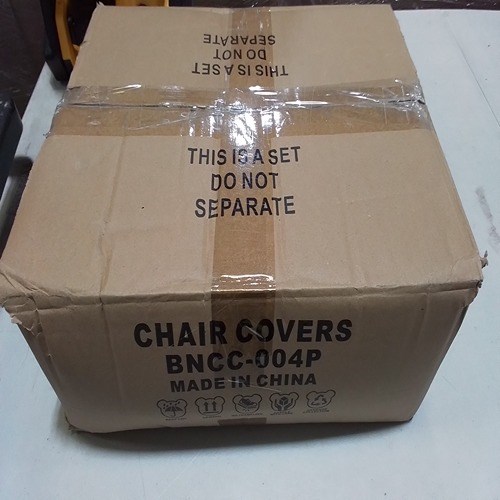 THIS IS A SET
DO NOT
SEPARATE
THIS IS A SET
DO NOT
SEPARATE
CHAIR COVERS
BNCC-004P
MADE IN CHINA